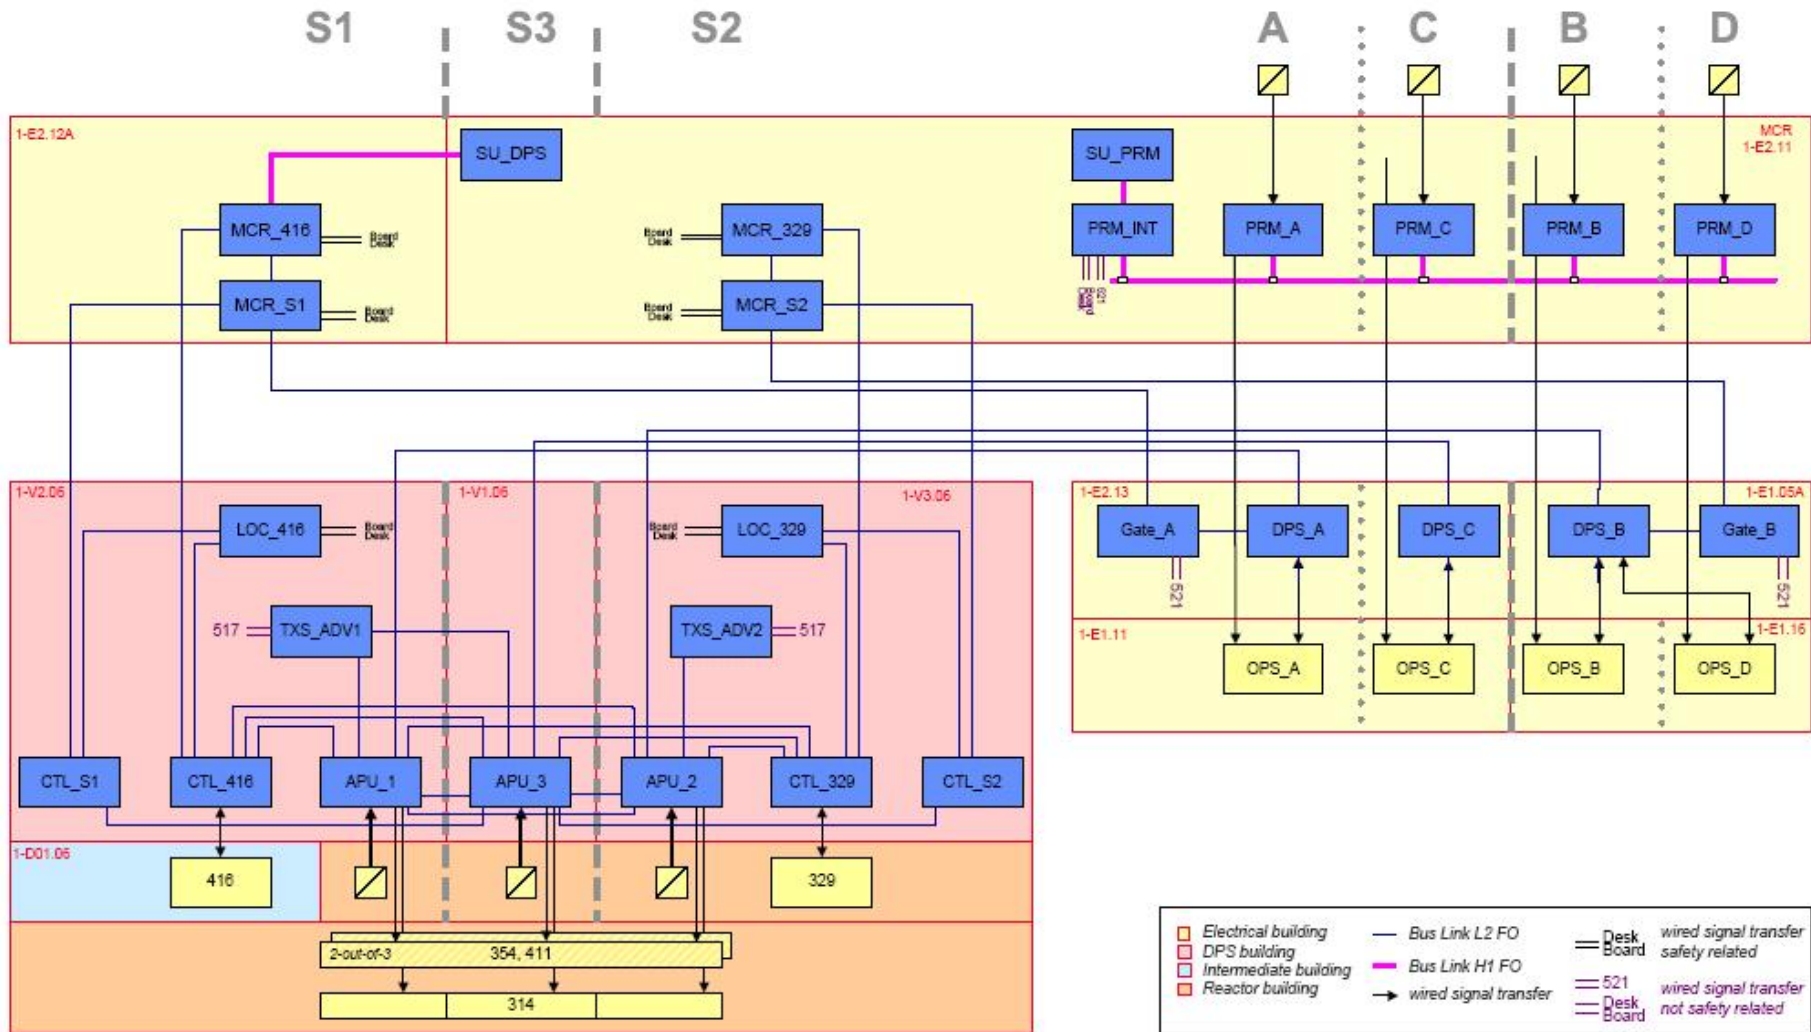 S1 S3 S2 A C B D
1-E2.12A
MCR
1-E2.11
SU_DPS
SU_PRM
MCR_416
Board
Desk
Board
Desk
MCR_329
PRM_INT
PRM_A
PRM_C
PRM_B
PRM_D
MCR_S1
Board
Desk
Board
Desk
MCR_S2
Desk
Board
521
1-V2.06
1-V1.06
1-V3.06
1-E2.13
1-E1.05A
LOC_416
Board
Desk
Board
Desk
LOC_329
Gate_A
DPS_A
DPS_C
DPS_B
Gate_B
521
521
517
TXS_ADV1
TXS_ADV2
517
1-E1.11
1-E1.16
OPS_A
OPS_C
OPS_B
OPS_D
CTL_S1
CTL_416
APU_1
APU_3
APU_2
CTL_329
CTL_S2
1-D01.06
416
329
2-out-of-3
354, 411
314
Electrical building
DPS building
Intermediate building
Reactor building
Bus Link L2 FO
Bus Link H1 FO
wired signal transfer
Desk
Board
wired signal transfer
safety related
521
Desk
Board
wired signal transfer
not safety related